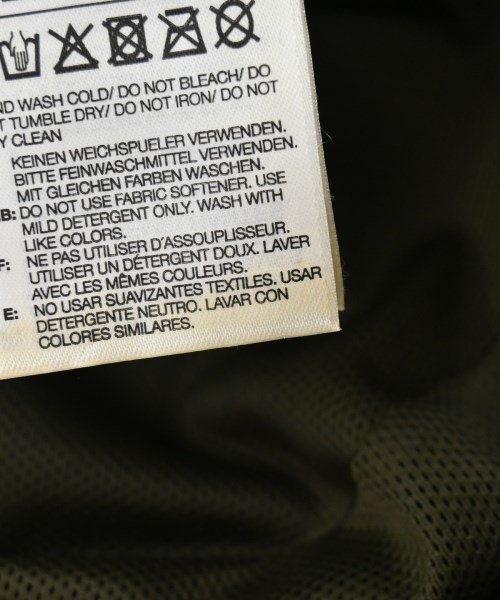 ND WASH COLD/ DO NOT BLEACH/ DO
T TUMBLE DRY/ DO NOT IRON/ DO NOT
Y CLEAN
KEINEN WEICHSPUELER VERWENDEN.
BITTE FEINWASCHMITTEL VERWENDEN.
MIT GLEICHEN FARBEN WASCHEN.
B: DO NOT USE FABRIC SOFTENER. USE
MILD DETERGENT ONLY. WASH WITH
LIKE COLORS.
F: NE PAS UTILISER D'ASSOUPLISSEUR.
UTILISER UN DÉTERGENT DOUX. LAVER
AVEC LES MÊMES COULEURS.
E: NO USAR SUAVIZANTES TEXTILES. USAR
DETERGENTE NEUTRO. LAVAR CON
COLORES SIMILARES.